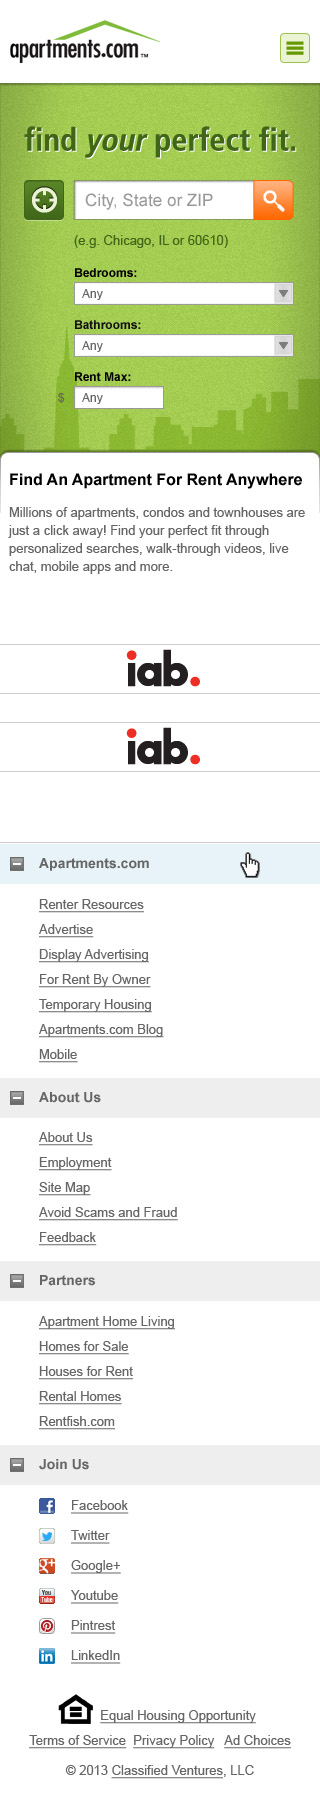 apartments.com™
find your perfect fit.
City, State or ZIP
(e.g. Chicago, IL or 60610)
Bedrooms:
Any
Bathrooms:
Any
Rent Max:
$ Any
Find An Apartment For Rent Anywhere
Millions of apartments, condos and townhouses are
just a click away! Find your perfect fit through
personalized searches, walk-through videos, live
chat, mobile apps and more.
iab.
iab.
Apartments.com
Renter Resources
Advertise
Display Advertising
For Rent By Owner
Temporary Housing
Apartments.com Blog
Mobile
About Us
About Us
Employment
Site Map
Avoid Scams and Fraud
Feedback
Partners
Apartment Home Living
Homes for Sale
Houses for Rent
Rental Homes
Rentfish.com
Join Us
Facebook
Twitter
Google+
Youtube
Pintrest
LinkedIn
Equal Housing Opportunity
Terms of Service Privacy Policy Ad Choices
© 2013 Classified Ventures, LLC